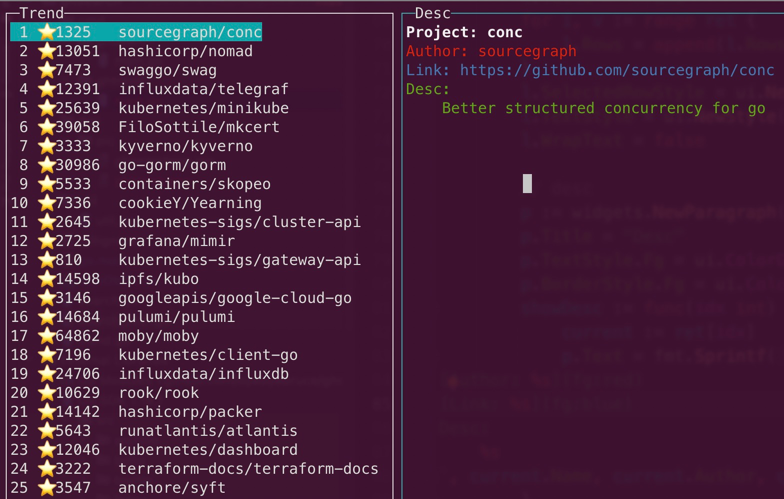 Trend
1 ⭐1325 sourcegraph/conc
2 ⭐13051 hashicorp/nomad
3 ⭐7473 swaggo/swag
4 ⭐12391 influxdata/telegraf
5 ⭐25639 kubernetes/minikube
6 ⭐39058 FiloSottile/mkcert
7 ⭐3333 kyverno/kyverno
8 ⭐30986 go-gorm/gorm
9 ⭐5533 containers/skopeo
10 ⭐7336 cookieY/Yearning
11 ⭐2645 kubernetes-sigs/cluster-api
12 ⭐2725 grafana/mimir
13 ⭐810 kubernetes-sigs/gateway-api
14 ⭐14598 ipfs/kubo
15 ⭐3146 googleapis/google-cloud-go
16 ⭐14684 pulumi/pulumi
17 ⭐64862 moby/moby
18 ⭐7196 kubernetes/client-go
19 ⭐24706 influxdata/influxdb
20 ⭐10629 rook/rook
21 ⭐14142 hashicorp/packer
22 ⭐5643 runatlantis/atlantis
23 ⭐12046 kubernetes/dashboard
24 ⭐3222 terraform-docs/terraform-docs
25 ⭐3547 anchore/syft
Desc
Project: conc
Author: sourcegraph
Link: https://github.com/sourcegraph/conc
Desc:
Better structured concurrency for go